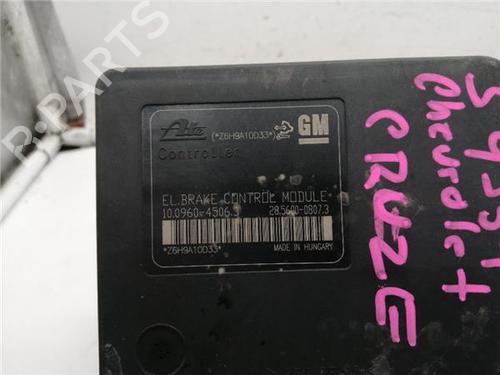 Ate
(*Z6H9A10D33*)
GM
Controller
EL.BRAKE CONTROL MODULE
10.0960-4306.3 28.5600-0807.3
*Z6H9A10D33*
MADE IN HUNGARY
Chevrolet
CRUZE
B-PARTS